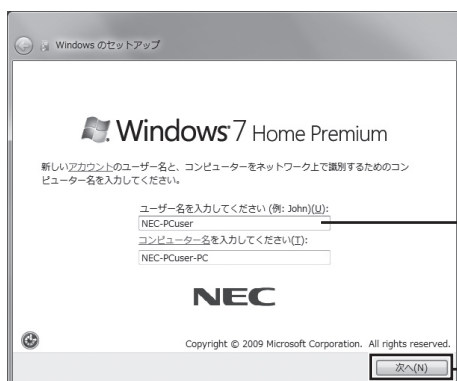 Windows のセットアップ
Windows 7 Home Premium
新しいアカウントのユーザー名と、コンピューターをネットワーク上で識別するためのコン
ピューター名を入力してください。
ユーザー名を入力してください (例: John)(U):
NEC-PCuser
コンピューター名を入力してください(T):
NEC-PCuser-PC
NEC
Copyright © 2009 Microsoft Corporation. All rights reserved.
次へ(N)